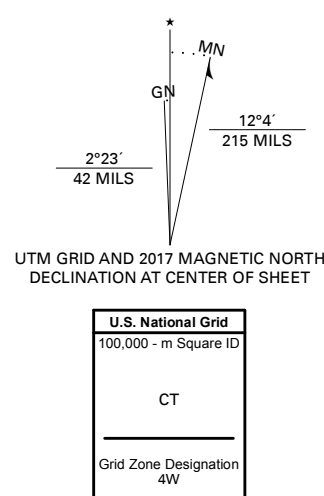 ★
MN
GN
12°4´
215 MILS
2°23´
42 MILS
UTM GRID AND 2017 MAGNETIC NORTH
DECLINATION AT CENTER OF SHEET
U.S. National Grid
100,000 - m Square ID
CT
Grid Zone Designation
4W